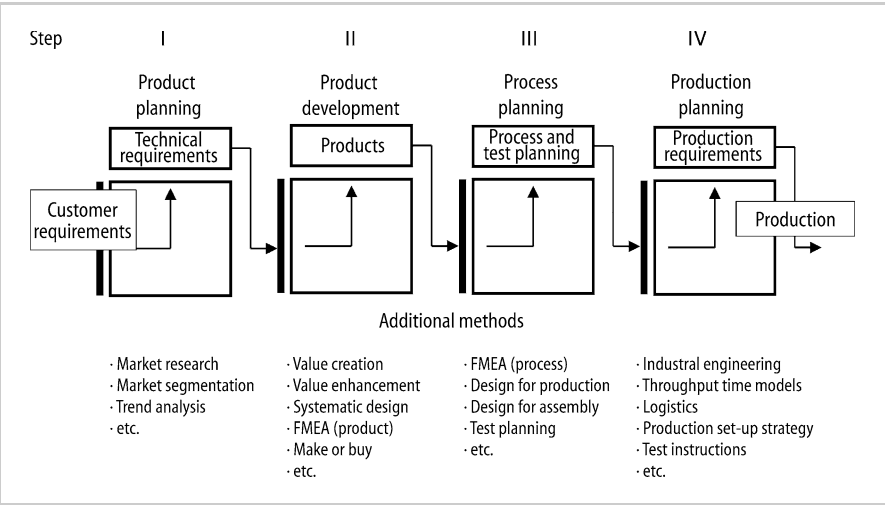 Step I II III IV
Product
planning
Product
development
Process
planning
Production
planning
Technical
requirements
Products
Process and
test planning
Production
requirements
Customer
requirements
Production
Additional methods
· Market research
· Market segmentation
· Trend analysis
· etc.
· Value creation
· Value enhancement
· Systematic design
· FMEA (product)
· Make or buy
· etc.
· FMEA (process)
· Design for production
· Design for assembly
· Test planning
· etc.
· Industral engineering
· Throughput time models
· Logistics
· Production set-up strategy
· Test instructions
· etc.